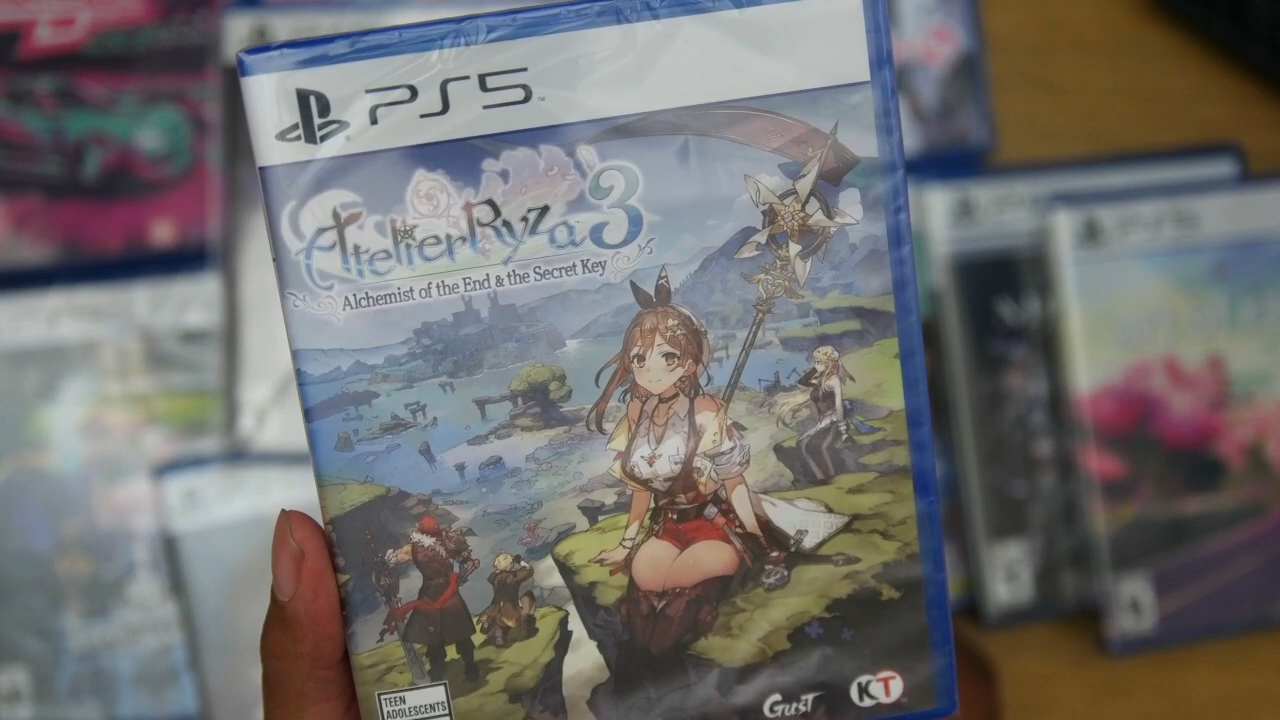 PS5
Atelier Ryza 3
Alchemist of the End & the Secret Key
TEEN
ADOLESCENTS
GUST
KT